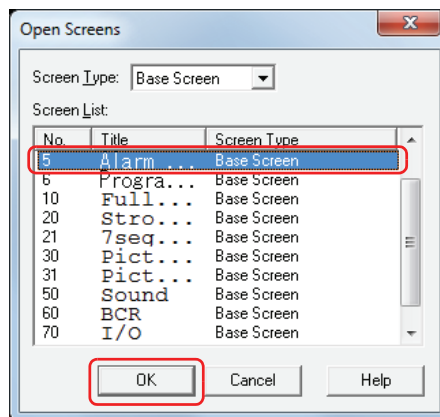 Open Screens
Screen Type: Base Screen
Screen List:
No. Title Screen Type
5 Alarm ... Base Screen
6 Progra... Base Screen
10 Full... Base Screen
20 Stro... Base Screen
21 7seg... Base Screen
30 Pict... Base Screen
31 Pict... Base Screen
50 Sound Base Screen
60 BCR Base Screen
70 I/O Base Screen
OK Cancel Help